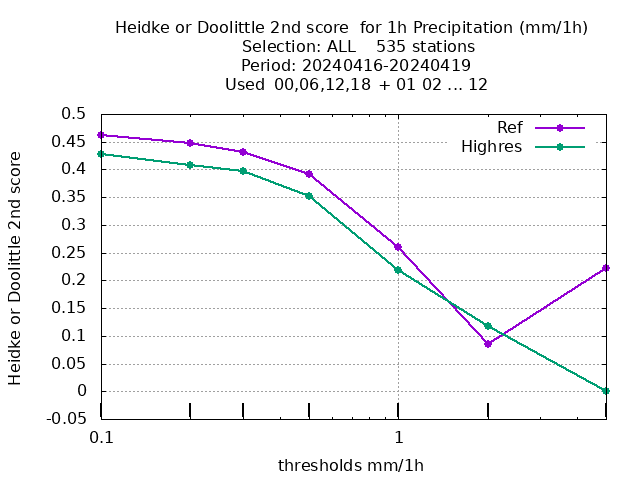 Heidke or Doolittle 2nd score  for 1h Precipitation (mm/1h)
Selection: ALL    535 stations
Period: 20240416-20240419
Used  00,06,12,18  + 01 02 ... 12
Ref
Highres
0.5
0.45
0.4
0.35
0.3
0.25
0.2
0.15
0.1
0.05
0
-0.05
Heidke or Doolittle 2nd score
0.1
1
thresholds mm/1h